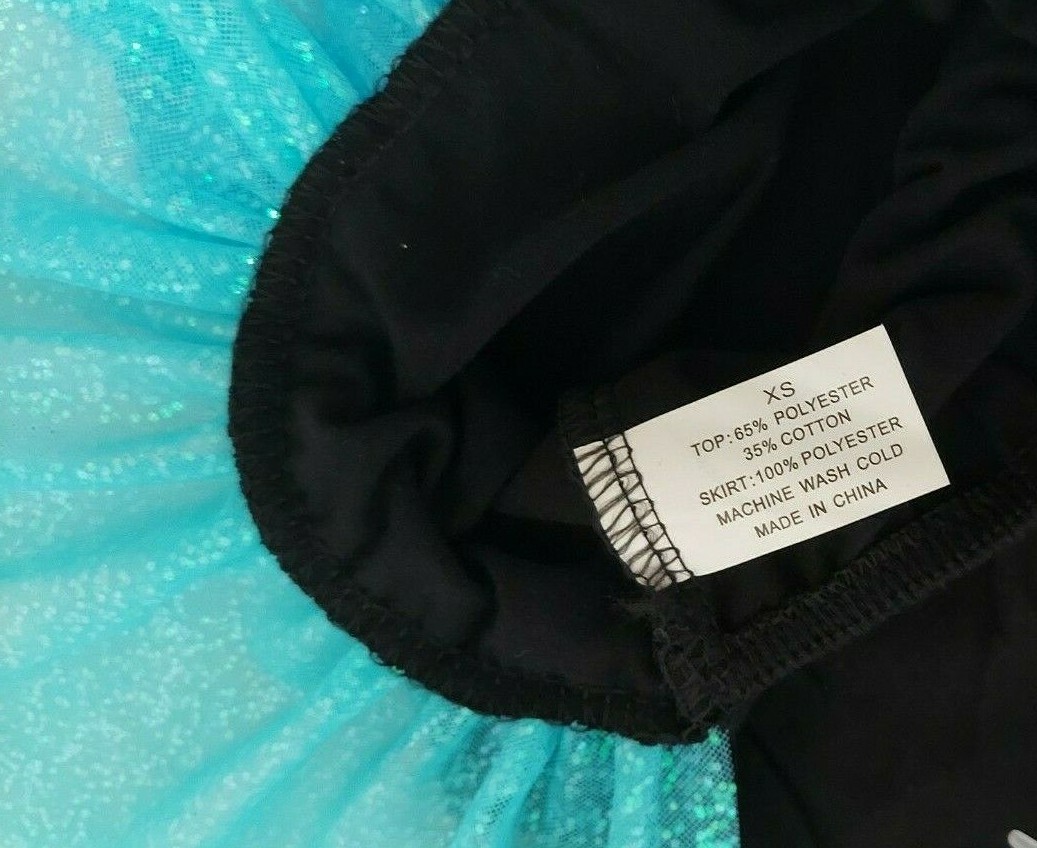 XS
TOP:65% POLYESTER
35% COTTON
SKIRT:100% POLYESTER
MACHINE WASH COLD
MADE IN CHINA